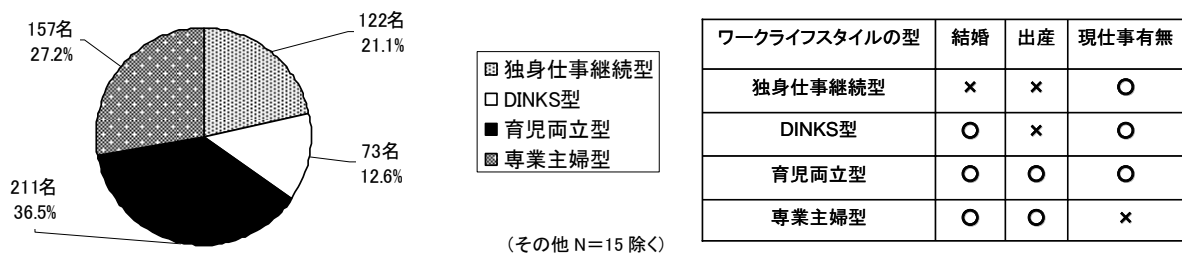 122名
21.1%
157名
27.2%
73名
12.6%
211名
36.5%
独身仕事継続型
DINKS型
育児両立型
専業主婦型
(その他 N=15 除く)
ワークライフスタイルの型 結婚 出産 現仕事有無
独身仕事継続型 × × ○
DINKS型 ○ × ○
育児両立型 ○ ○ ○
専業主婦型 ○ ○ ×